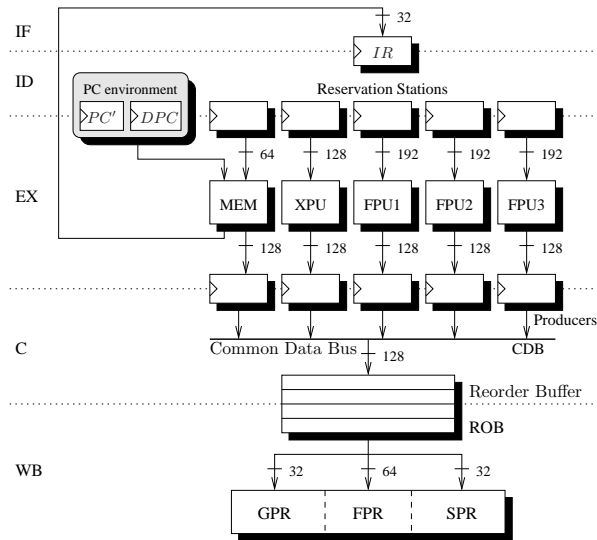 IF
32
IR
ID
PC environment
PC′ DPC
Reservation Stations
64 128 192 192 192
EX
MEM XPU FPU1 FPU2 FPU3
128 128 128 128 128
Producers
C
Common Data Bus CDB
128
Reorder Buffer
ROB
WB
32 64 32
GPR FPR SPR